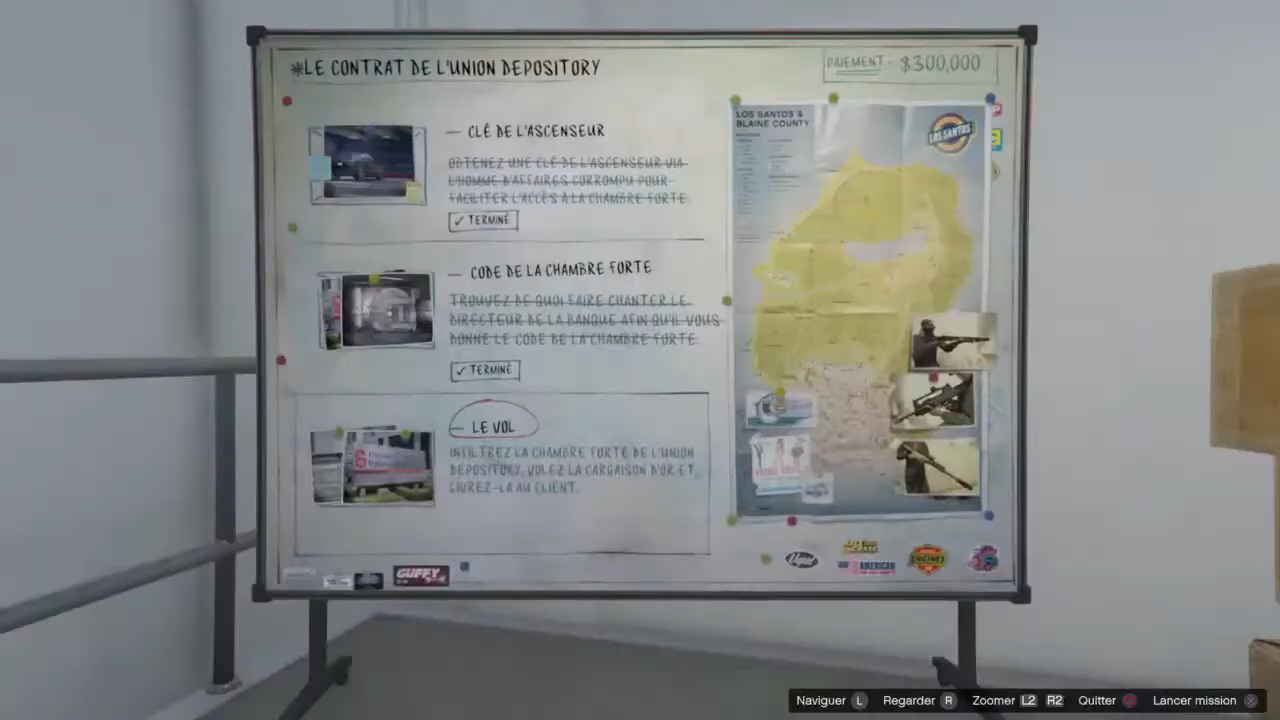 *LE CONTRAT DE L'UNION DEPOSITORY
PAIEMENT : $300,000
— CLÉ DE L'ASCENSEUR
OBTENEZ UNE CLÉ DE L'ASCENSEUR VIA
L'HOMME D'AFFAIRES CORROMPU POUR
FACILITER L'ACCÈS À LA CHAMBRE FORTE.
✓ TERMINÉ
— CODE DE LA CHAMBRE FORTE
TROUVEZ DE QUOI FAIRE CHANTER LE
DIRECTEUR DE LA BANQUE AFIN QU'IL VOUS
DONNE LE CODE DE LA CHAMBRE FORTE.
✓ TERMINÉ
— LE VOL
INFILTREZ LA CHAMBRE FORTE DE L'UNION
DEPOSITORY, VOLEZ LA CARGAISON D'OR ET
LIVREZ-LA AU CLIENT.
LOS SANTOS &
BLAINE COUNTY
LOS SANTOS
GUFFY
Vapid
AMERICAN
Naviguer L Regarder R Zoomer L2 R2 Quitter Lancer mission